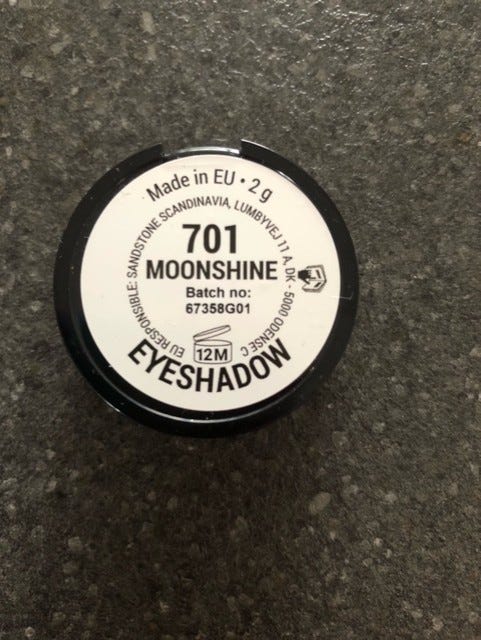 Made in EU • 2 g
EU RESPONSIBLE: SANDSTONE SCANDINAVIA, LUMBYVEJ 11 A, DK - 5000 ODENSE C
701
MOONSHINE
Batch no:
67358G01
12M
EYESHADOW